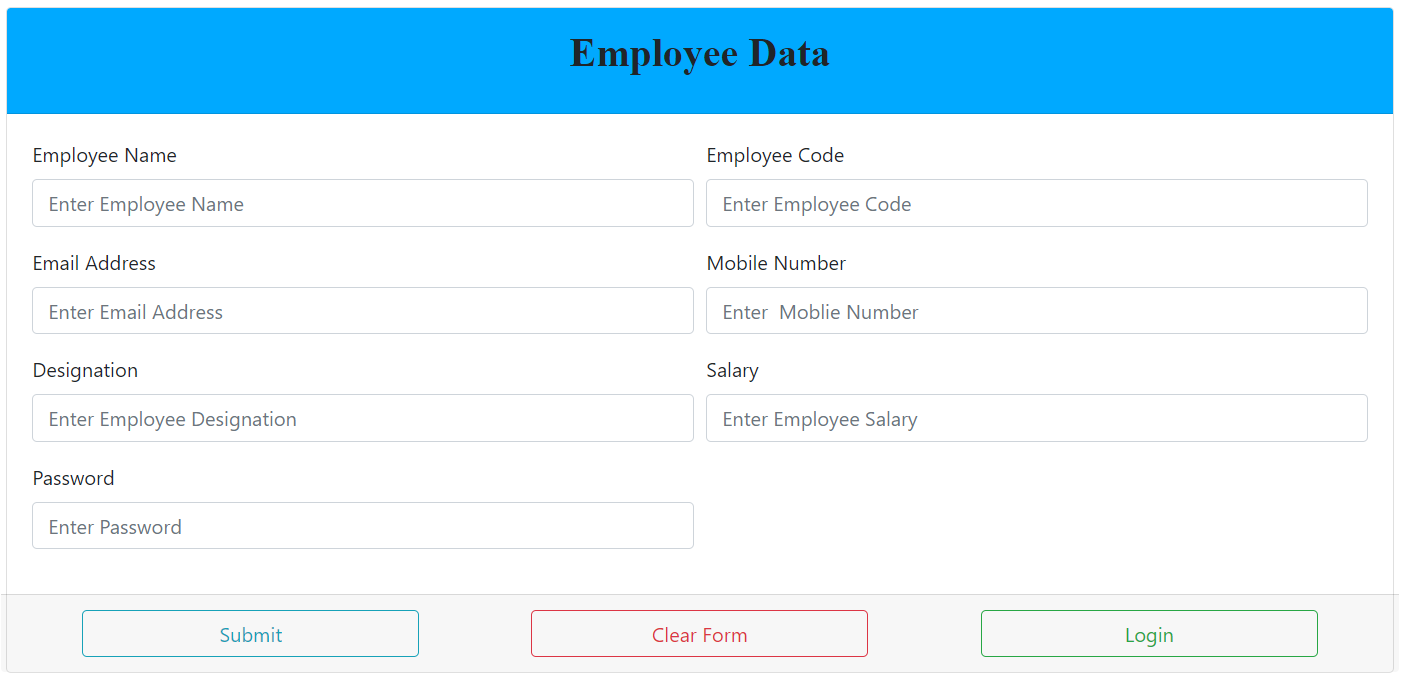 Employee Data
Employee Name
Employee Code
Enter Employee Name
Enter Employee Code
Email Address
Mobile Number
Enter Email Address
Enter  Moblie Number
Designation
Salary
Enter Employee Designation
Enter Employee Salary
Password
Enter Password
Submit
Clear Form
Login